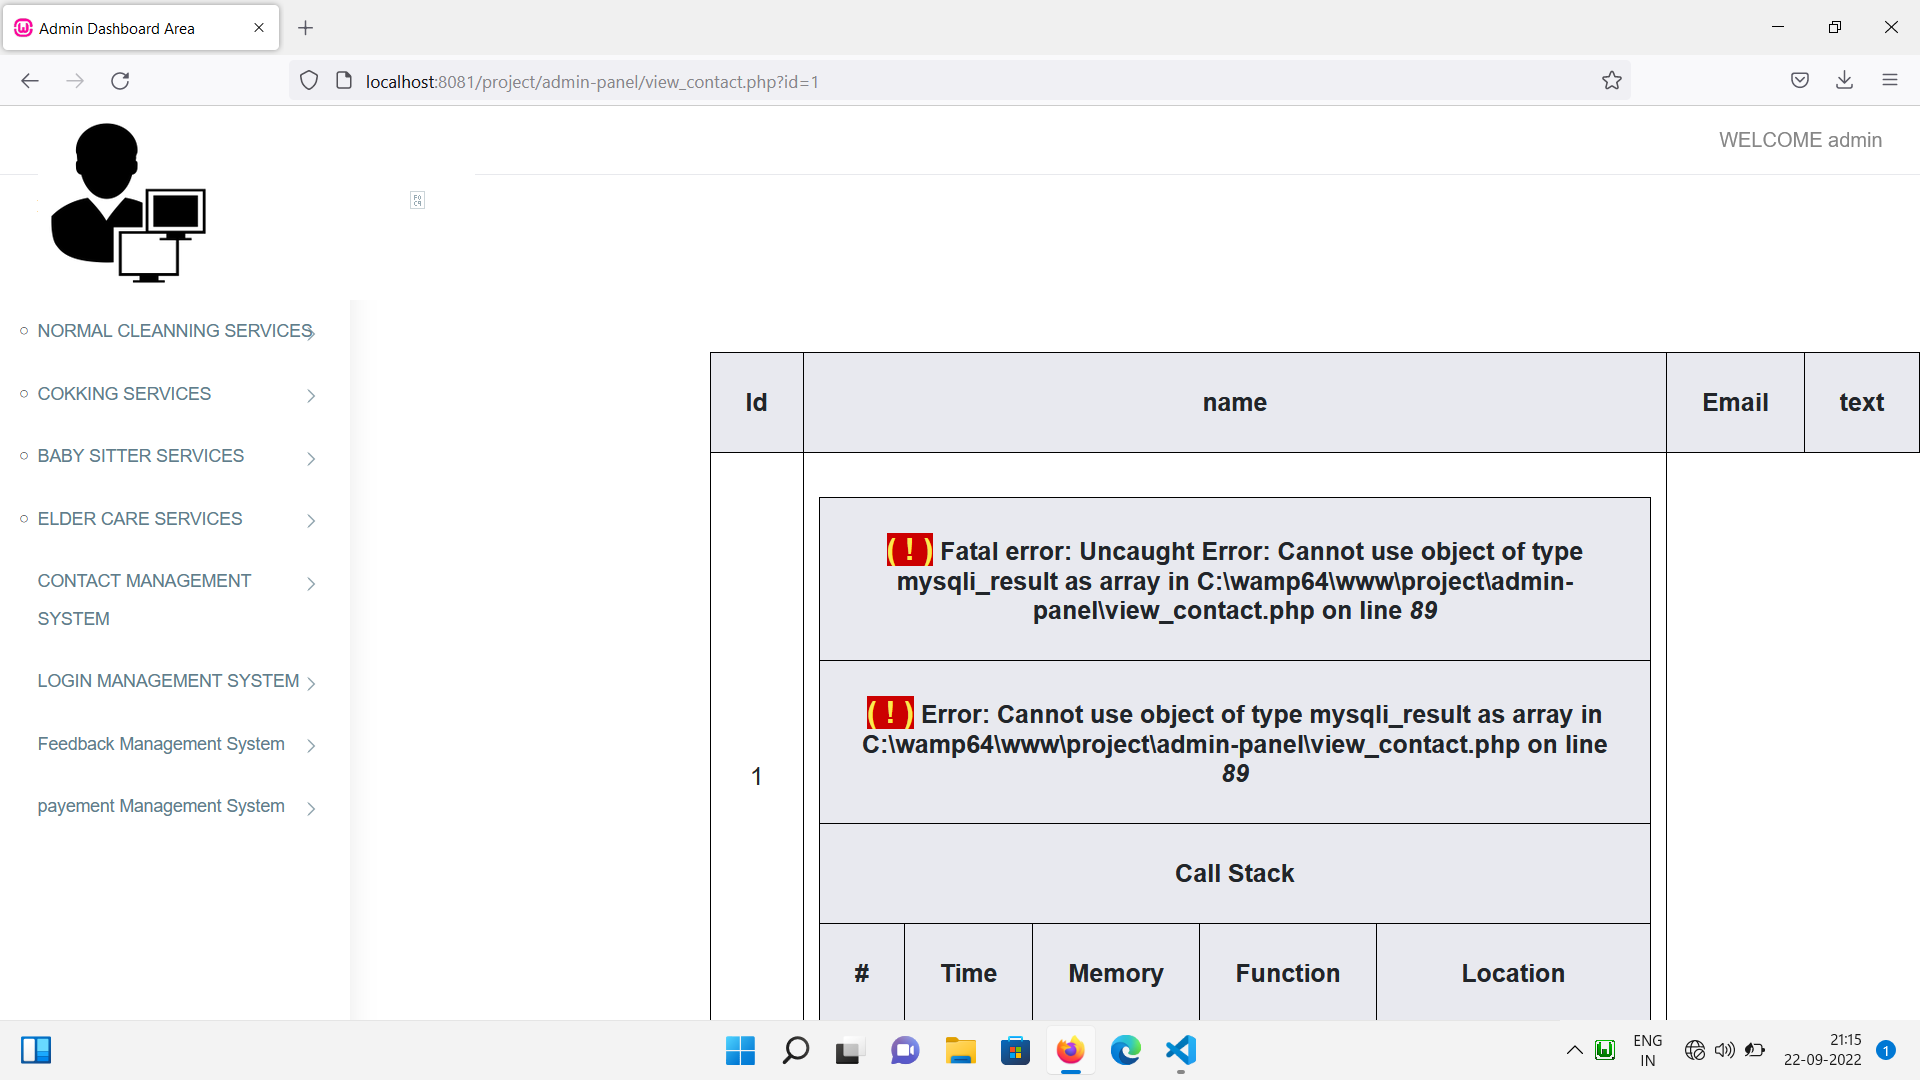 Admin Dashboard Area
localhost:8081/project/admin-panel/view_contact.php?id=1
WELCOME admin
NORMAL CLEANNING SERVICES
COKKING SERVICES
BABY SITTER SERVICES
ELDER CARE SERVICES
CONTACT MANAGEMENT
SYSTEM
LOGIN MANAGEMENT SYSTEM
Feedback Management System
payement Management System
Id name Email text
1
( ! ) Fatal error: Uncaught Error: Cannot use object of type
mysqli_result as array in C:\wamp64\www\project\admin-
panel\view_contact.php on line 89
( ! ) Error: Cannot use object of type mysqli_result as array in
C:\wamp64\www\project\admin-panel\view_contact.php on line
89
Call Stack
# Time Memory Function Location
ENG
IN
21:15
22-09-2022
1